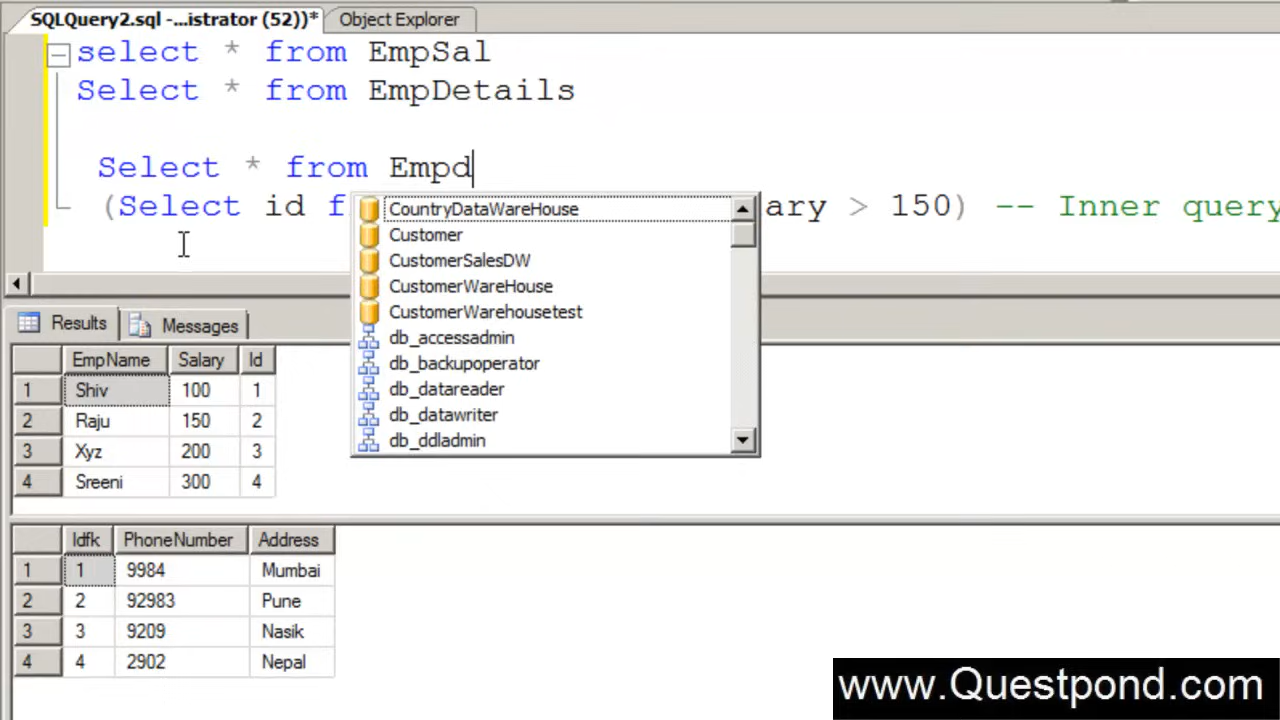 SQLQuery2.sql -...istrator (52))* Object Explorer
select * from EmpSal
Select * from EmpDetails
Select * from Empd
(Select id f ary > 150) -- Inner query
CountryDataWareHouse
Customer
CustomerSalesDW
CustomerWareHouse
CustomerWarehousetest
db_accessadmin
db_backupoperator
db_datareader
db_datawriter
db_ddladmin
Results Messages
EmpName Salary Id
1 Shiv 100 1
2 Raju 150 2
3 Xyz 200 3
4 Sreeni 300 4
Idfk PhoneNumber Address
1 1 9984 Mumbai
2 2 92983 Pune
3 3 9209 Nasik
4 4 2902 Nepal
www.Questpond.com